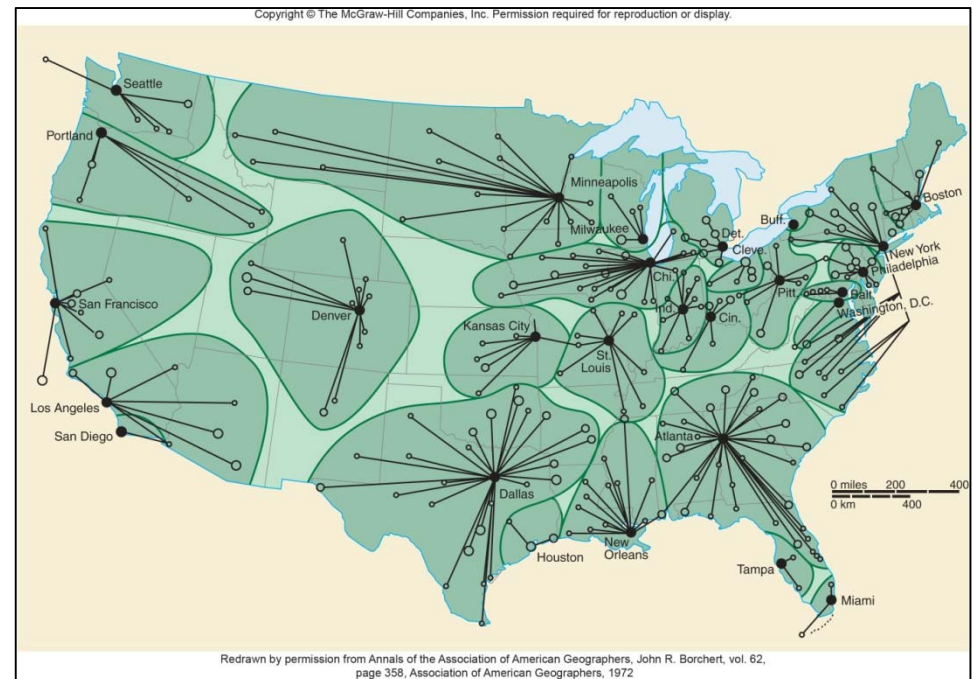 Copyright © The McGraw-Hill Companies, Inc. Permission required for reproduction or display.
Seattle
Portland
Minneapolis
Milwaukee
Buff.
Boston
Det.
Cleve.
New York
Philadelphia
Chi.
Pitt.
Balt.
Washington, D.C.
San Francisco
Denver
Ind.
Cin.
Kansas City
St.
Louis
Los Angeles
San Diego
Atlanta
Dallas
0 miles 200 400
0 km 400
Houston
New
Orleans
Tampa
Miami
Redrawn by permission from Annals of the Association of American Geographers, John R. Borchert, vol. 62,
page 358, Association of American Geographers, 1972